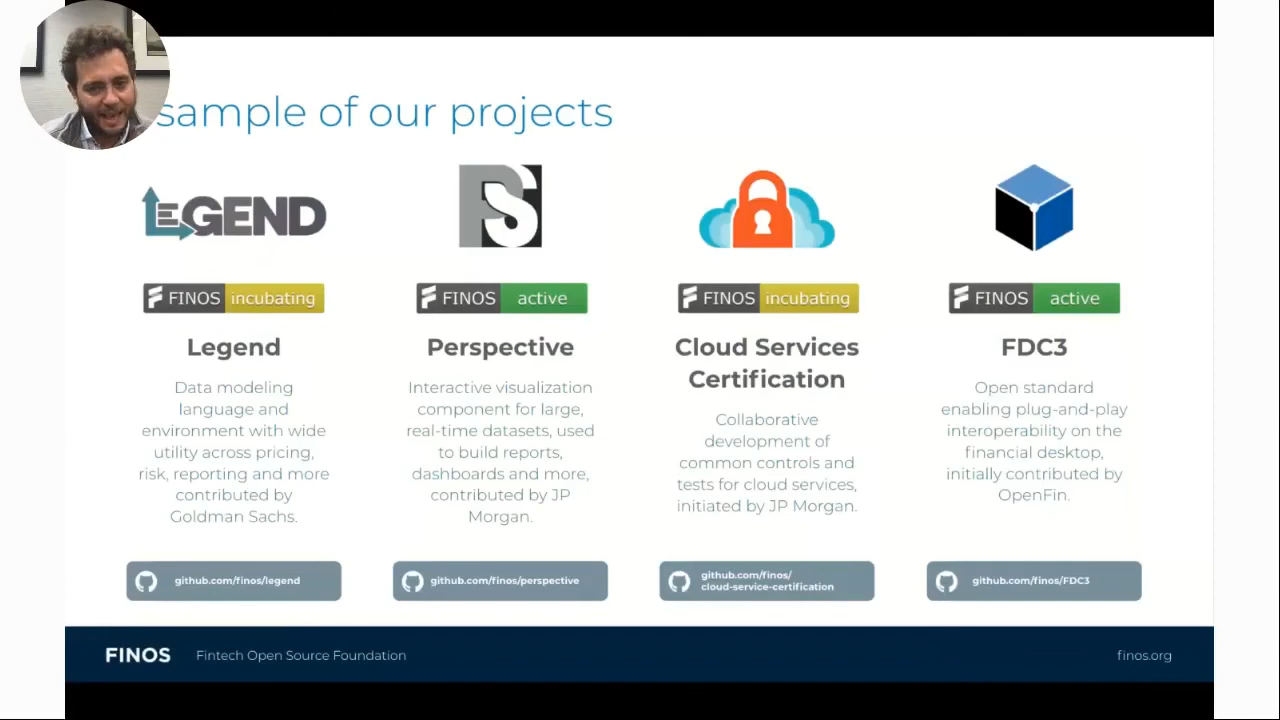 sample of our projects
LEGEND
PS
FINOS incubating
FINOS active
FINOS incubating
FINOS active
Legend
Data modeling
language and
environment with wide
utility across pricing,
risk, reporting and more
contributed by
Goldman Sachs.
github.com/finos/legend
Perspective
Interactive visualization
component for large,
real-time datasets, used
to build reports,
dashboards and more,
contributed by JP
Morgan.
github.com/finos/perspective
Cloud Services
Certification
Collaborative
development of
common controls and
tests for cloud services,
initiated by JP Morgan.
github.com/finos/
cloud-service-certification
FDC3
Open standard
enabling plug-and-play
interoperability on the
financial desktop,
initially contributed by
OpenFin.
github.com/finos/FDC3
FINOS Fintech Open Source Foundation
finos.org